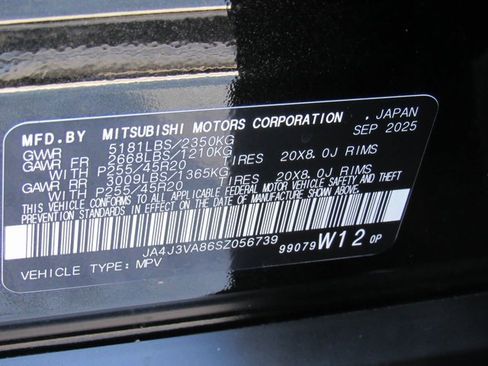 MFD.BY MITSUBISHI MOTORS CORPORATION , JAPAN
GVWR 5181LBS/2350KG SEP 2025
GAWR FR 2668LBS/1210KG
WITH P255/45R20 TIRES 20X8.0J RIMS
GAWR RR 3009LBS/1365KG
WITH P255/45R20 TIRES 20X8.0J RIMS
THIS VEHICLE CONFORMS TO ALL APPLICABLE FEDERAL MOTOR VEHICLE SAFETY AND THEFT
PREVENTION STANDARDS IN EFFECT ON THE DATE OF MANUFACTURE SHOWN ABOVE.
JA4J3VA86SZ056739
VEHICLE TYPE: MPV 99079 W12 0P